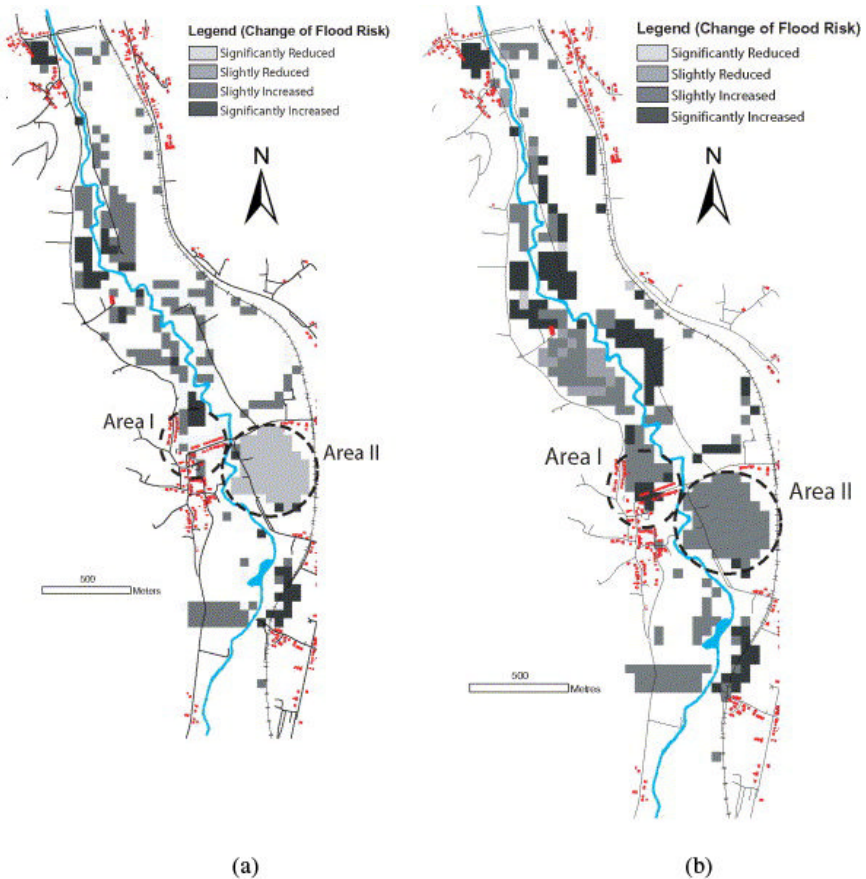 Legend (Change of Flood Risk)
Significantly Reduced
Slightly Reduced
Slightly Increased
Significantly Increased
N
Area I
Area II
500
Meters
(a)
Legend (Change of Flood Risk)
Significantly Reduced
Slightly Reduced
Slightly Increased
Significantly Increased
N
Area I
Area II
500
Metres
(b)